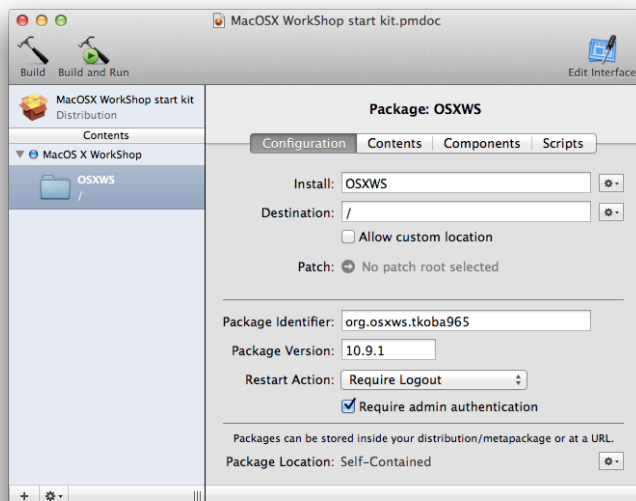 MacOSX WorkShop start kit.pmdoc
Build
Build and Run
Edit Interface
MacOSX WorkShop start kit
Distribution
Contents
MacOS X WorkShop
OSXWS
/
Package: OSXWS
Configuration
Contents
Components
Scripts
Install: OSXWS
Destination: /
Allow custom location
Patch: No patch root selected
Package Identifier: org.osxws.tkoba965
Package Version: 10.9.1
Restart Action: Require Logout
Require admin authentication
Packages can be stored inside your distribution/metapackage or at a URL.
Package Location: Self-Contained